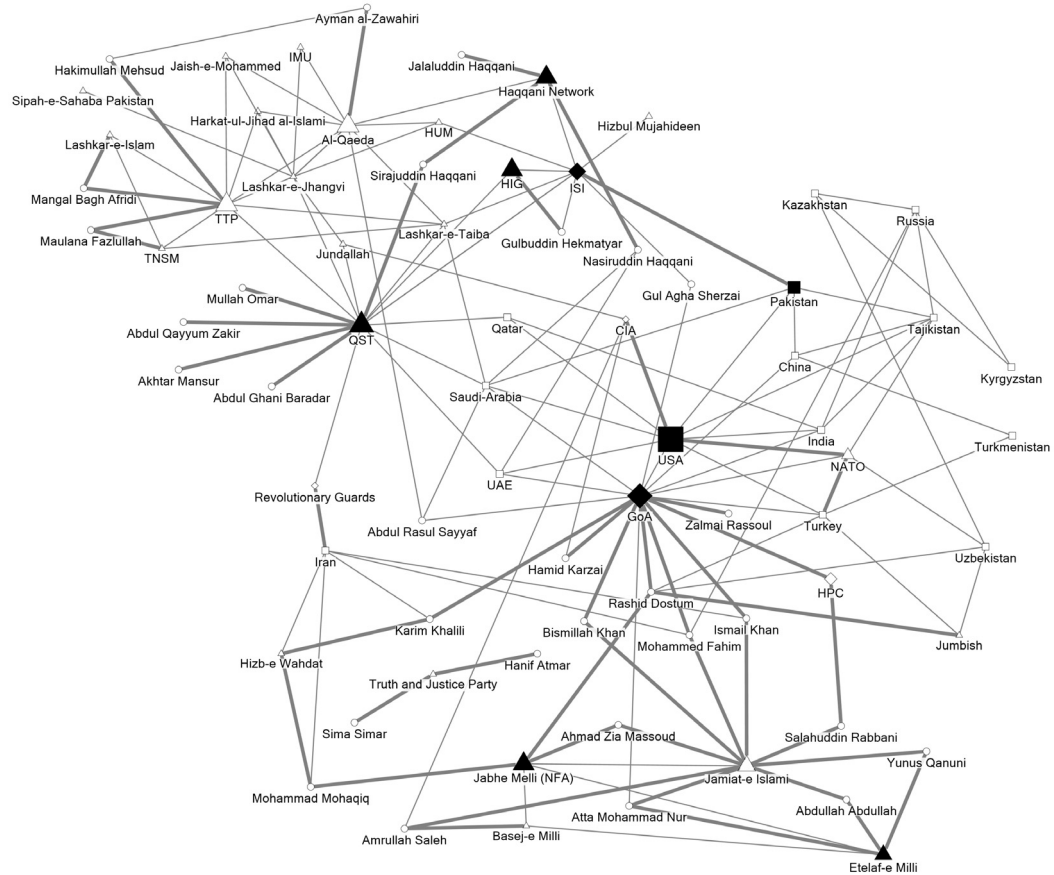 Ayman al-Zawahiri
IMU
Jalaluddin Haqqani
Hakimullah Mehsud
Jaish-e-Mohammed
Haqqani Network
Sipah-e-Sahaba Pakistan
Harkat-ul-Jihad al-Islami
Hizbul Mujahideen
Al-Qaeda
HUM
Lashkar-e-Islam
Sirajuddin Haqqani
HIG
ISI
Lashkar-e-Jhangvi
Mangal Bagh Afridi
TTP
Kazakhstan
Russia
Lashkar-e-Taiba
Maulana Fazlullah
Gulbuddin Hekmatyar
TNSM
Jundallah
Nasiruddin Haqqani
Mullah Omar
Gul Agha Sherzai
Pakistan
Abdul Qayyum Zakir
QST
Qatar
CIA
Tajikistan
China
Akhtar Mansur
Kyrgyzstan
Abdul Ghani Baradar
Saudi-Arabia
India
Turkmenistan
USA
NATO
UAE
Revolutionary Guards
GoA
Zalmai Rassoul
Abdul Rasul Sayyaf
Turkey
Uzbekistan
Iran
Hamid Karzai
HPC
Rashid Dostum
Karim Khalili
Bismillah Khan
Ismail Khan
Mohammed Fahim
Jumbish
Hizb-e Wahdat
Hanif Atmar
Truth and Justice Party
Sima Simar
Ahmad Zia Massoud
Salahuddin Rabbani
Yunus Qanuni
Jabhe Melli (NFA)
Jamiat-e Islami
Mohammad Mohaqiq
Abdullah Abdullah
Atta Mohammad Nur
Amrullah Saleh
Basej-e Milli
Etelaf-e Milli